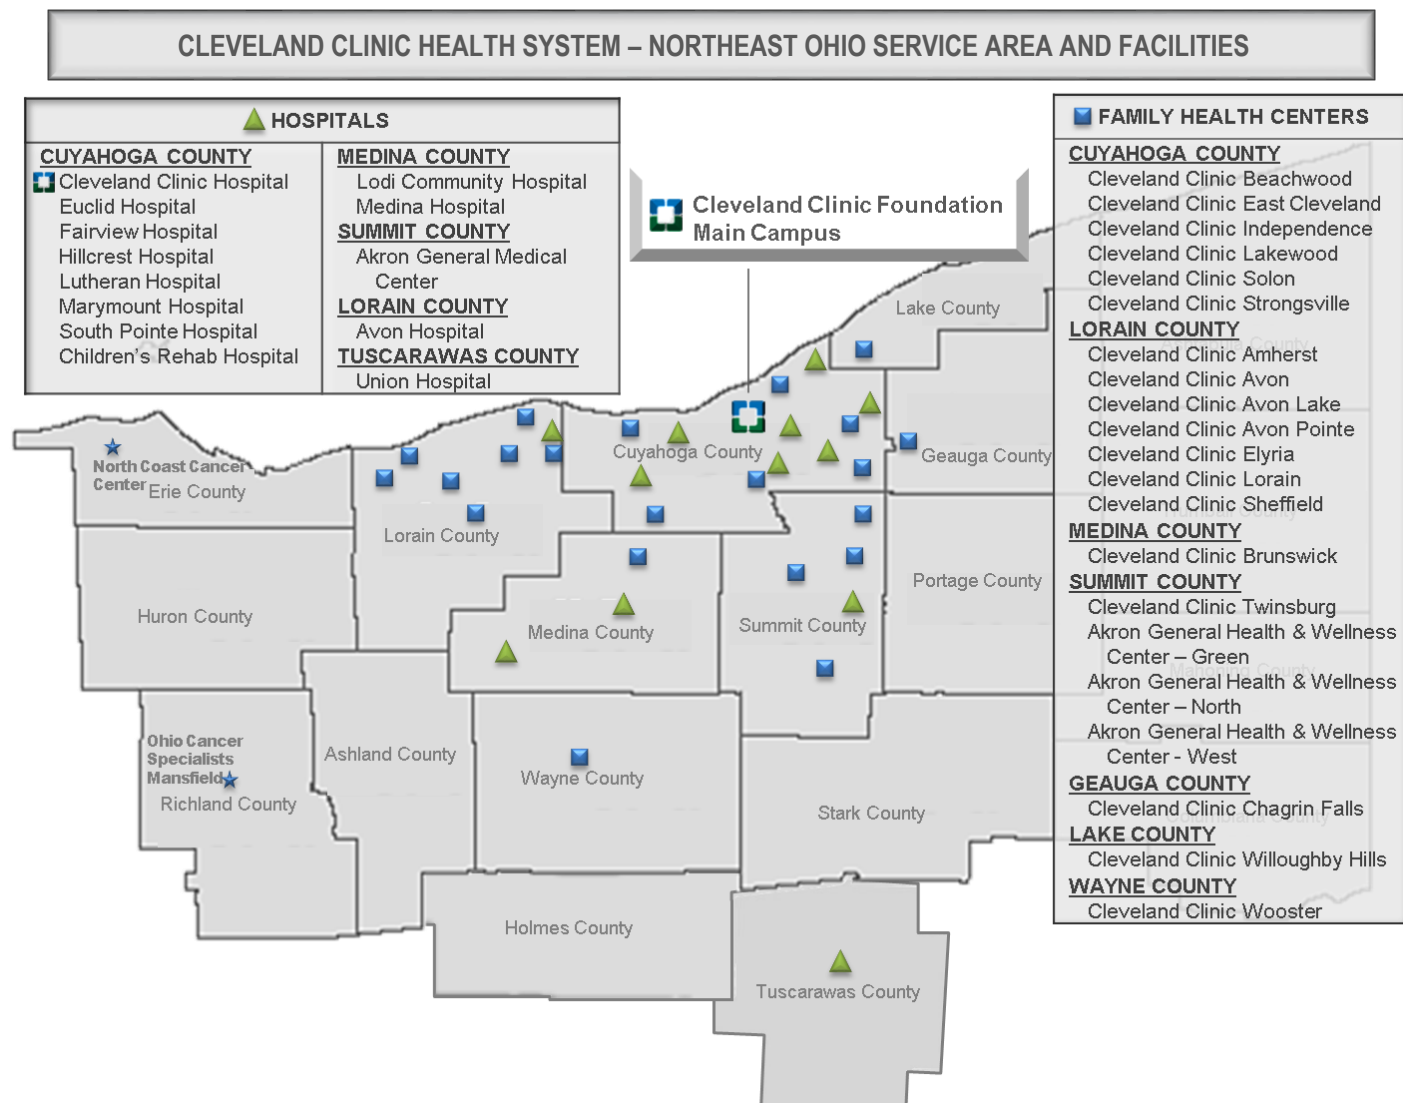 CLEVELAND CLINIC HEALTH SYSTEM – NORTHEAST OHIO SERVICE AREA AND FACILITIES
HOSPITALS
CUYAHOGA COUNTY
Cleveland Clinic Hospital
Euclid Hospital
Fairview Hospital
Hillcrest Hospital
Lutheran Hospital
Marymount Hospital
South Pointe Hospital
Children's Rehab Hospital
MEDINA COUNTY
Lodi Community Hospital
Medina Hospital
SUMMIT COUNTY
Akron General Medical
Center
LORAIN COUNTY
Avon Hospital
TUSCARAWAS COUNTY
Union Hospital
Cleveland Clinic Foundation
Main Campus
FAMILY HEALTH CENTERS
CUYAHOGA COUNTY
Cleveland Clinic Beachwood
Cleveland Clinic East Cleveland
Cleveland Clinic Independence
Cleveland Clinic Lakewood
Cleveland Clinic Solon
Cleveland Clinic Strongsville
LORAIN COUNTY
Cleveland Clinic Amherst
Cleveland Clinic Avon
Cleveland Clinic Avon Lake
Cleveland Clinic Avon Pointe
Cleveland Clinic Elyria
Cleveland Clinic Lorain
Cleveland Clinic Sheffield
MEDINA COUNTY
Cleveland Clinic Brunswick
SUMMIT COUNTY
Cleveland Clinic Twinsburg
Akron General Health & Wellness
Center – Green
Akron General Health & Wellness
Center – North
Akron General Health & Wellness
Center - West
GEAUGA COUNTY
Cleveland Clinic Chagrin Falls
LAKE COUNTY
Cleveland Clinic Willoughby Hills
WAYNE COUNTY
Cleveland Clinic Wooster
Lake County
Ashtabula County
Cuyahoga County
Geauga County
North Coast Cancer
Center
Erie County
Trumbull County
Lorain County
Portage County
Huron County
Medina County
Summit County
Mahoning County
Ohio Cancer
Specialists
Mansfield
Richland County
Ashland County
Wayne County
Stark County
Columbiana County
Holmes County
Tuscarawas County